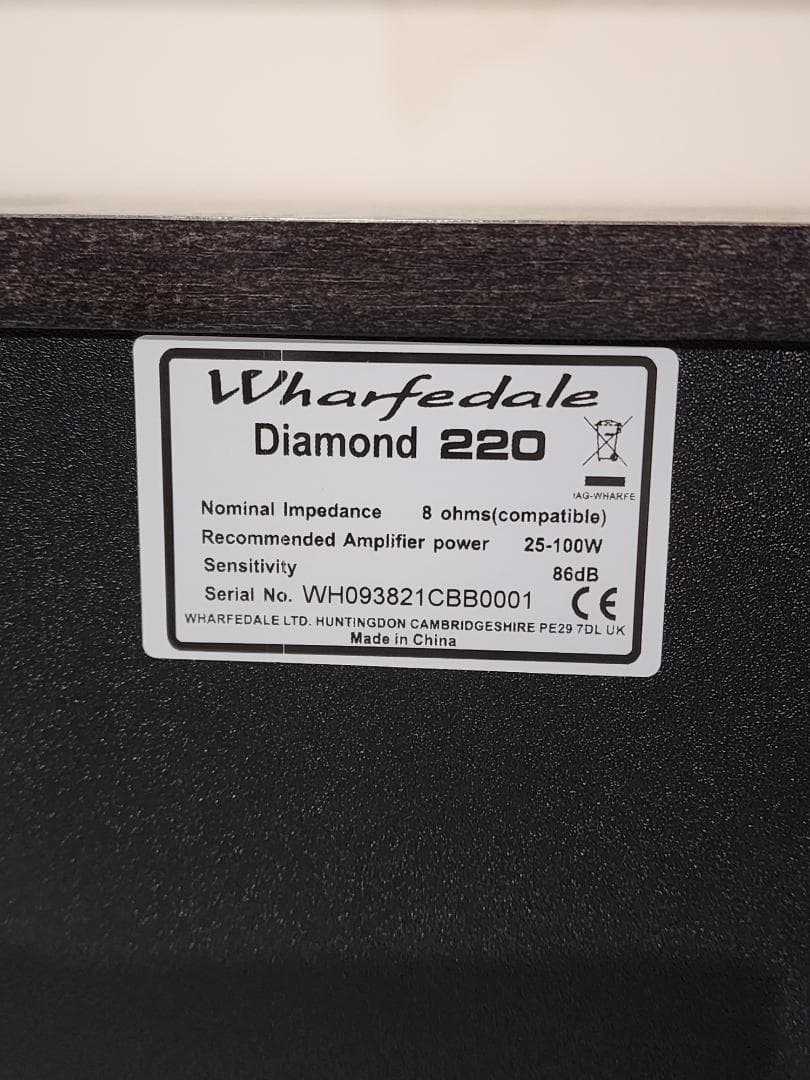 Wharfedale
Diamond 220
IAG-WHARFE
Nominal Impedance 8 ohms(compatible)
Recommended Amplifier power 25-100W
Sensitivity 86dB
Serial No. WH093821CBB0001 CE
WHARFEDALE LTD. HUNTINGDON CAMBRIDGESHIRE PE29 7DL UK
Made in China